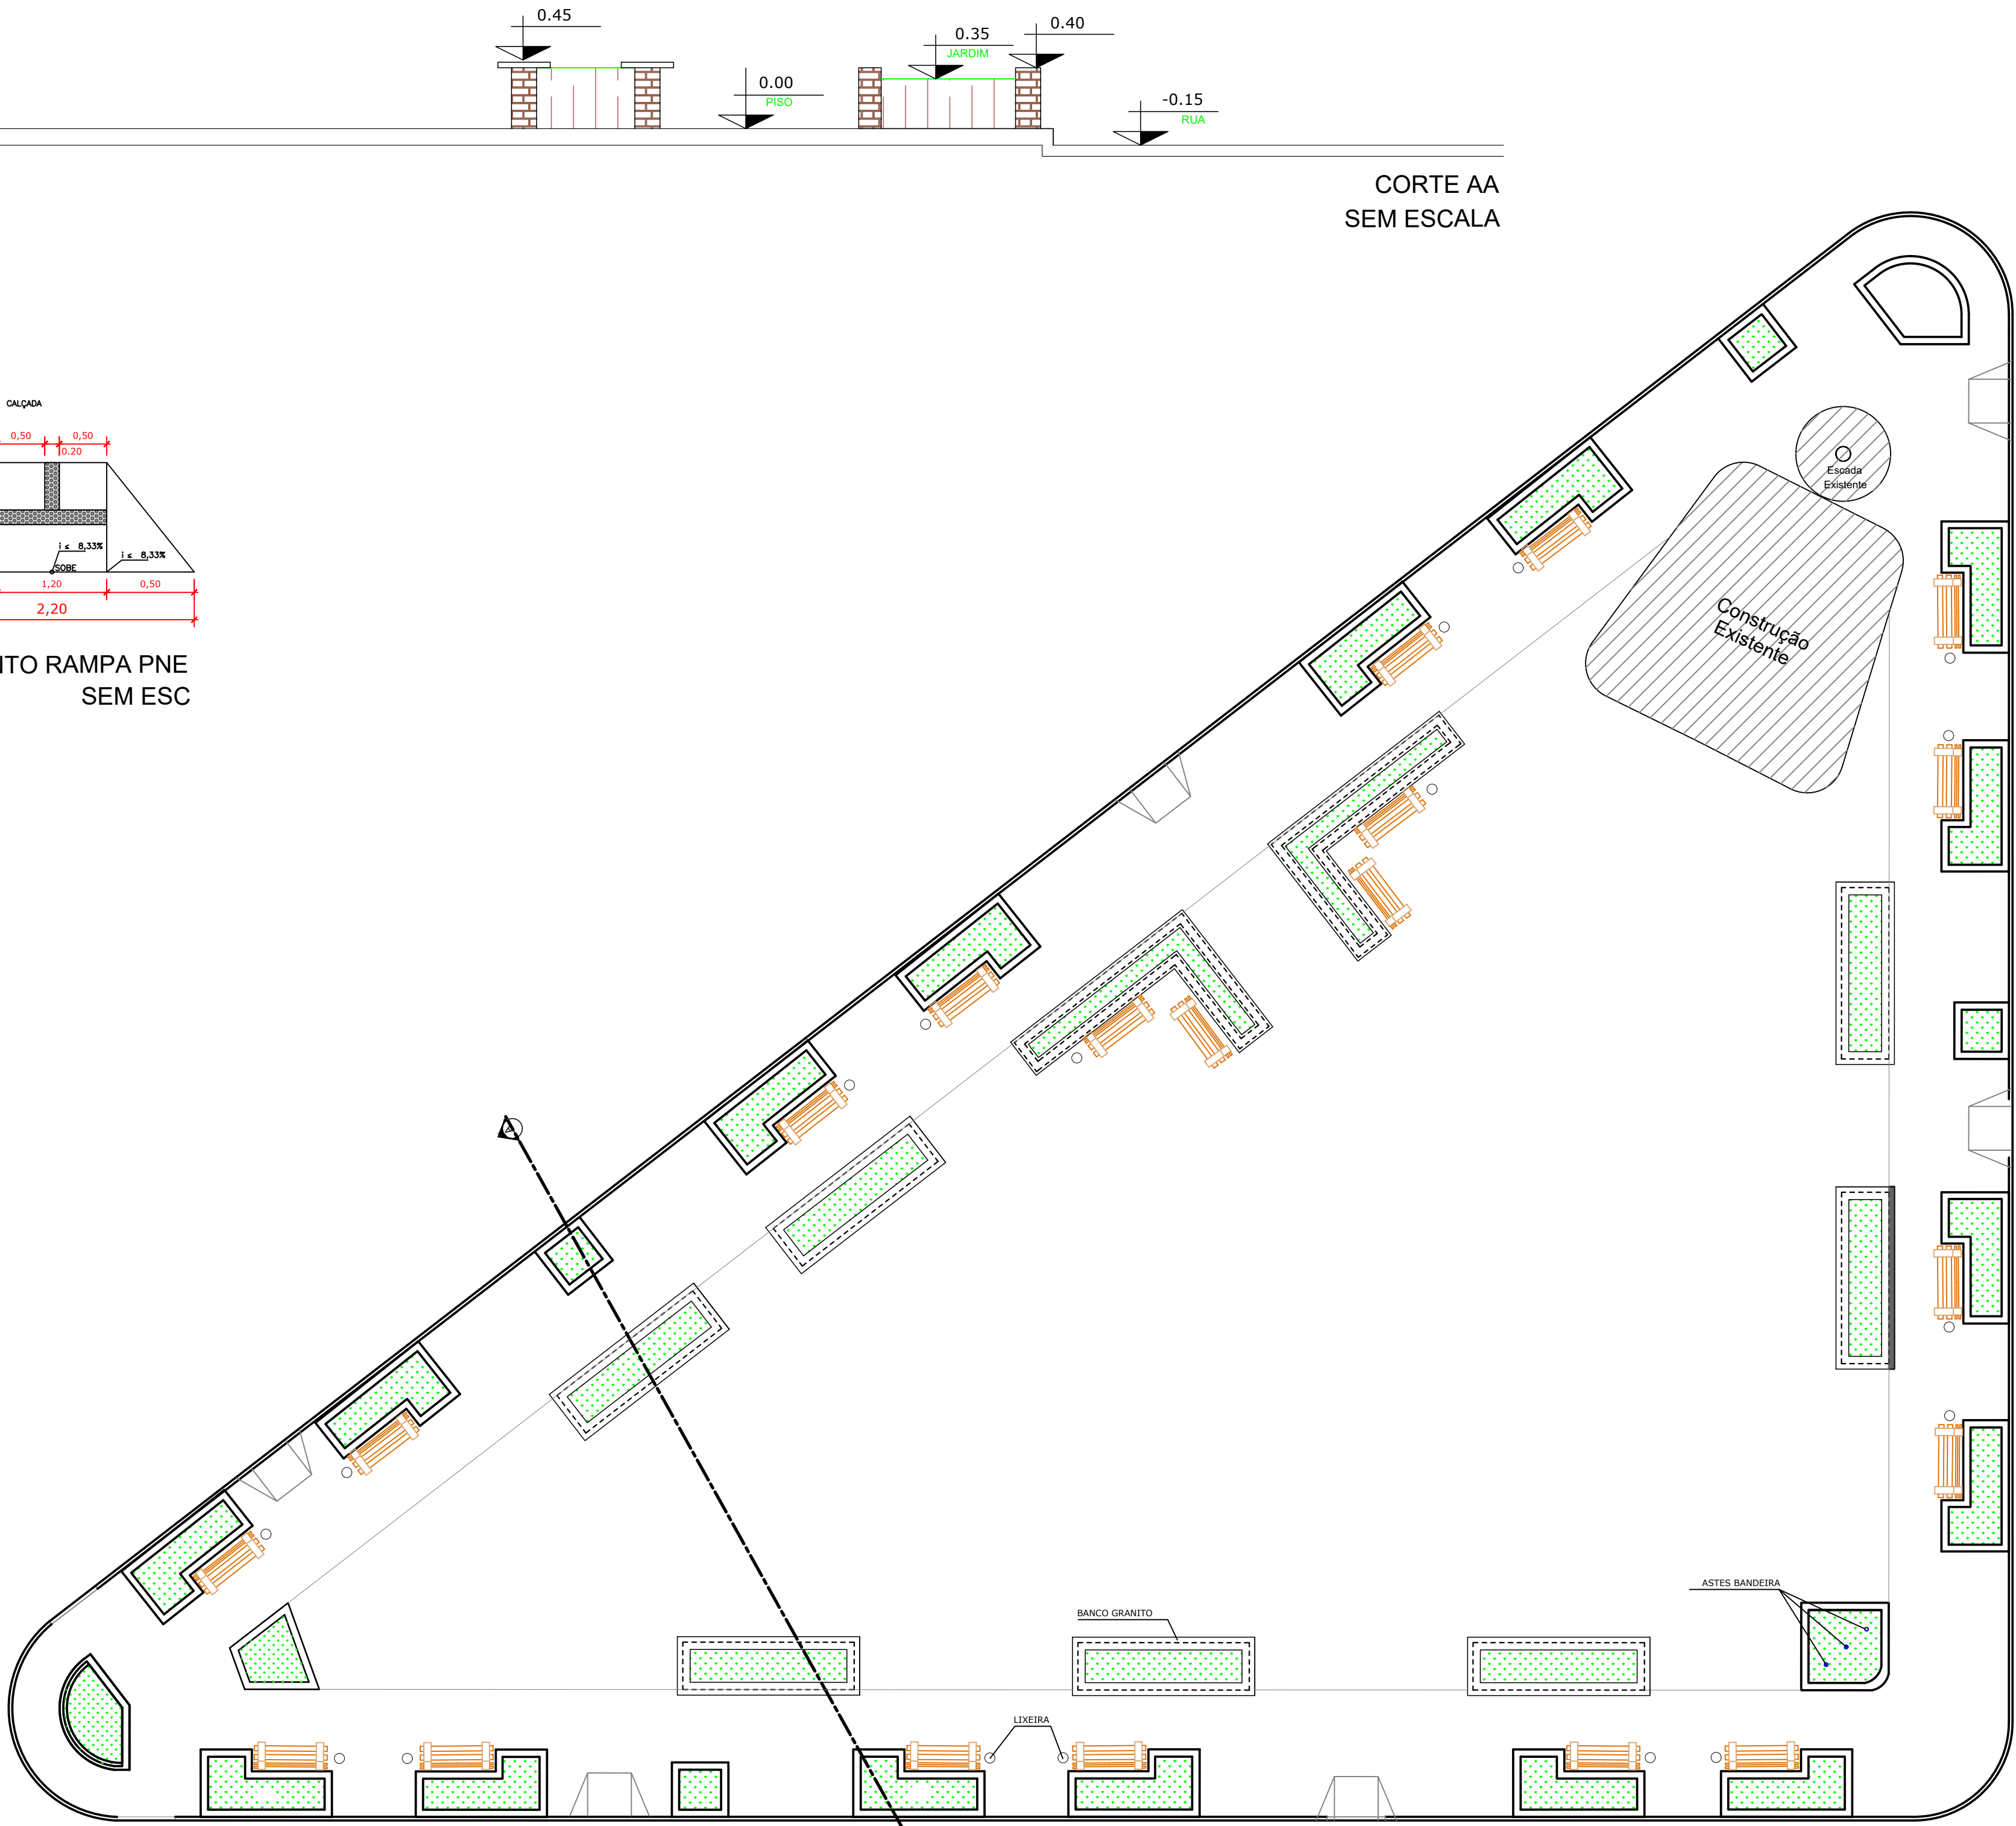 0.45
0.35
JARDIM
0.40
0.00
PISO
-0.15
RUA
CORTE AA
SEM ESCALA
CALÇADA
0,50
0,50
0.20
i ≤ 8,33%
i ≤ 8,33%
SOBE
1,20
0,50
2,20
NTO RAMPA PNE
SEM ESC
Escada
Existente
Construção
Existente
A
ASTES BANDEIRA
BANCO GRANITO
LIXEIRA